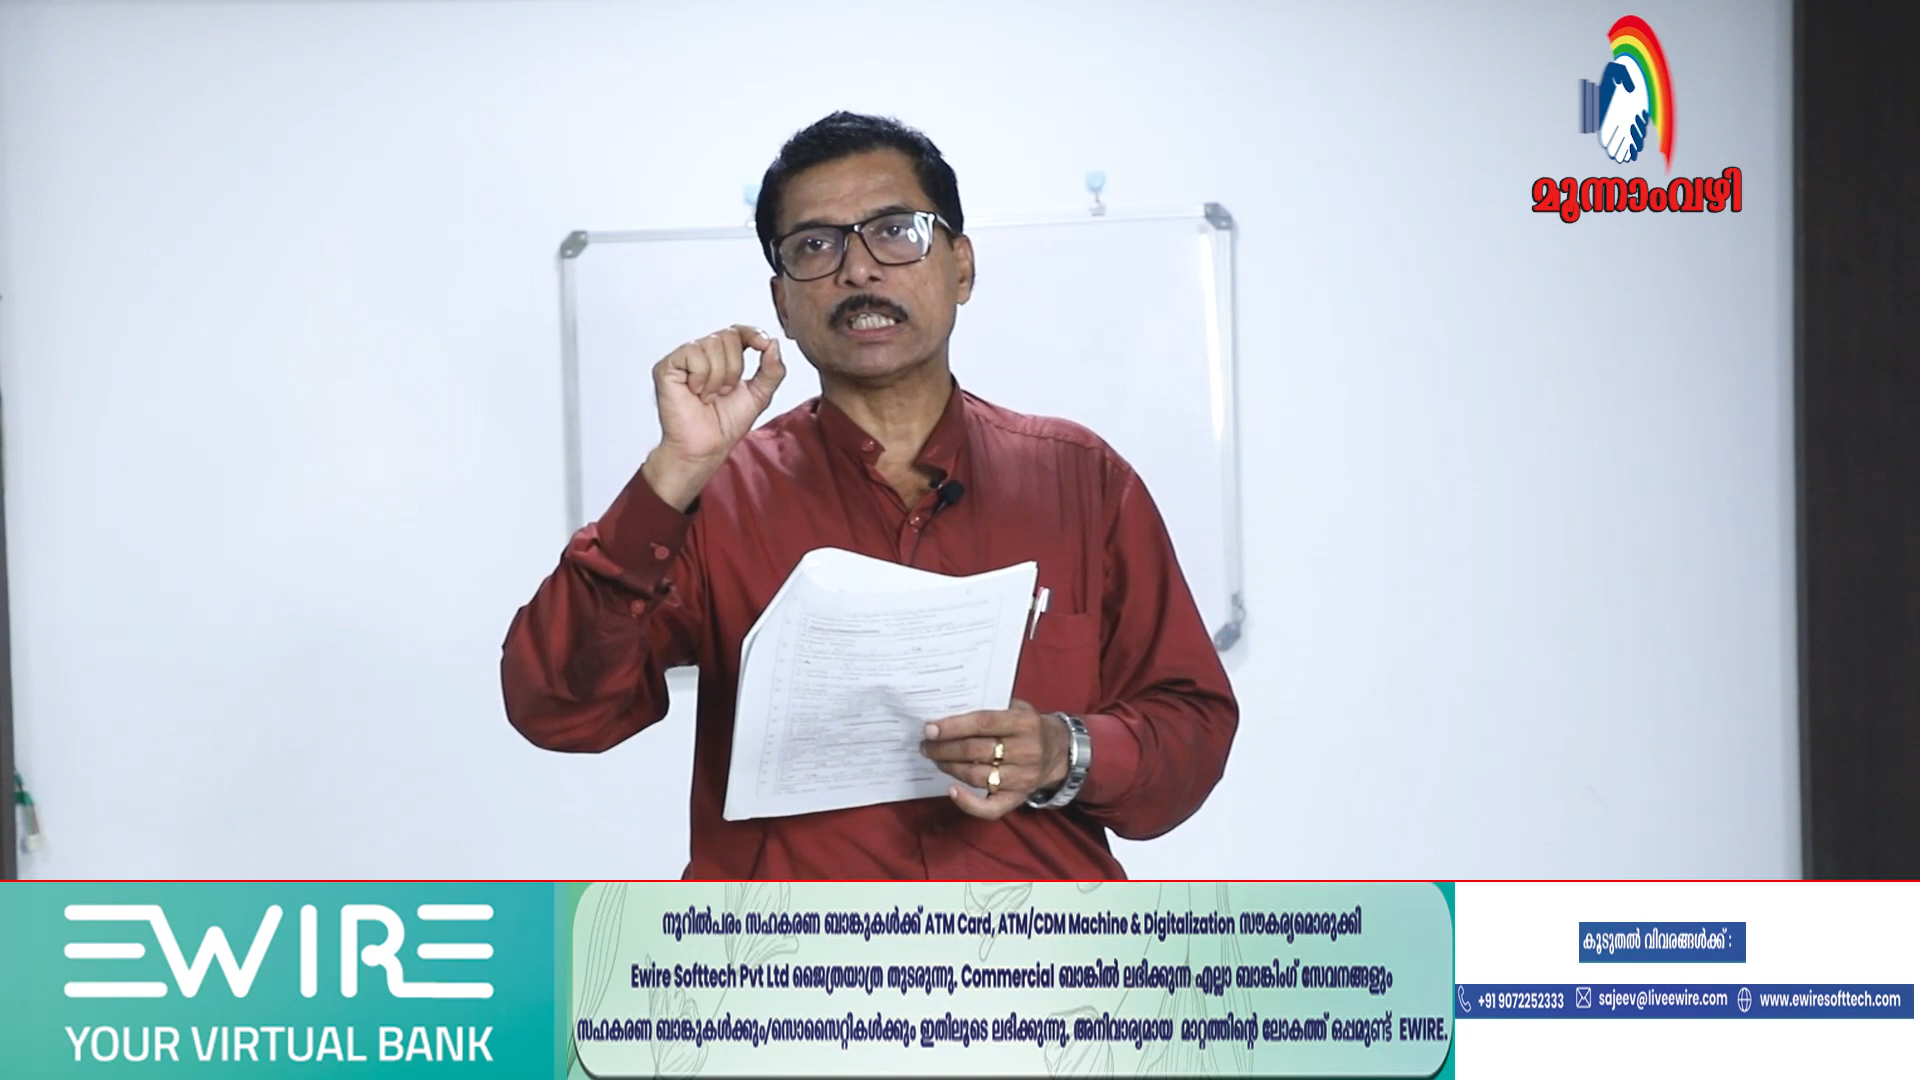 മൂന്നാംവഴി
EWIRE
YOUR VIRTUAL BANK
നൂറിൽപരം സഹകരണ ബാങ്കുകൾക്ക് ATM Card, ATM/CDM Machine & Digitalization സൗകര്യമൊരുക്കി
Ewire Softtech Pvt Ltd ജൈത്രയാത്ര തുടരുന്നു. Commercial ബാങ്കിൽ ലഭിക്കുന്ന എല്ലാ ബാങ്കിംഗ് സേവനങ്ങളും
സഹകരണ ബാങ്കുകൾക്കും/സൊസൈറ്റികൾക്കും ഇതിലൂടെ ലഭിക്കുന്നു. അനിവാര്യമായ മാറ്റത്തിന്റെ ലോകത്ത് ഒപ്പമുണ്ട് EWIRE.
കൂടുതൽ വിവരങ്ങൾക്ക് :
+91 9072252333 sajeev@liveewire.com www.ewiresofttech.com